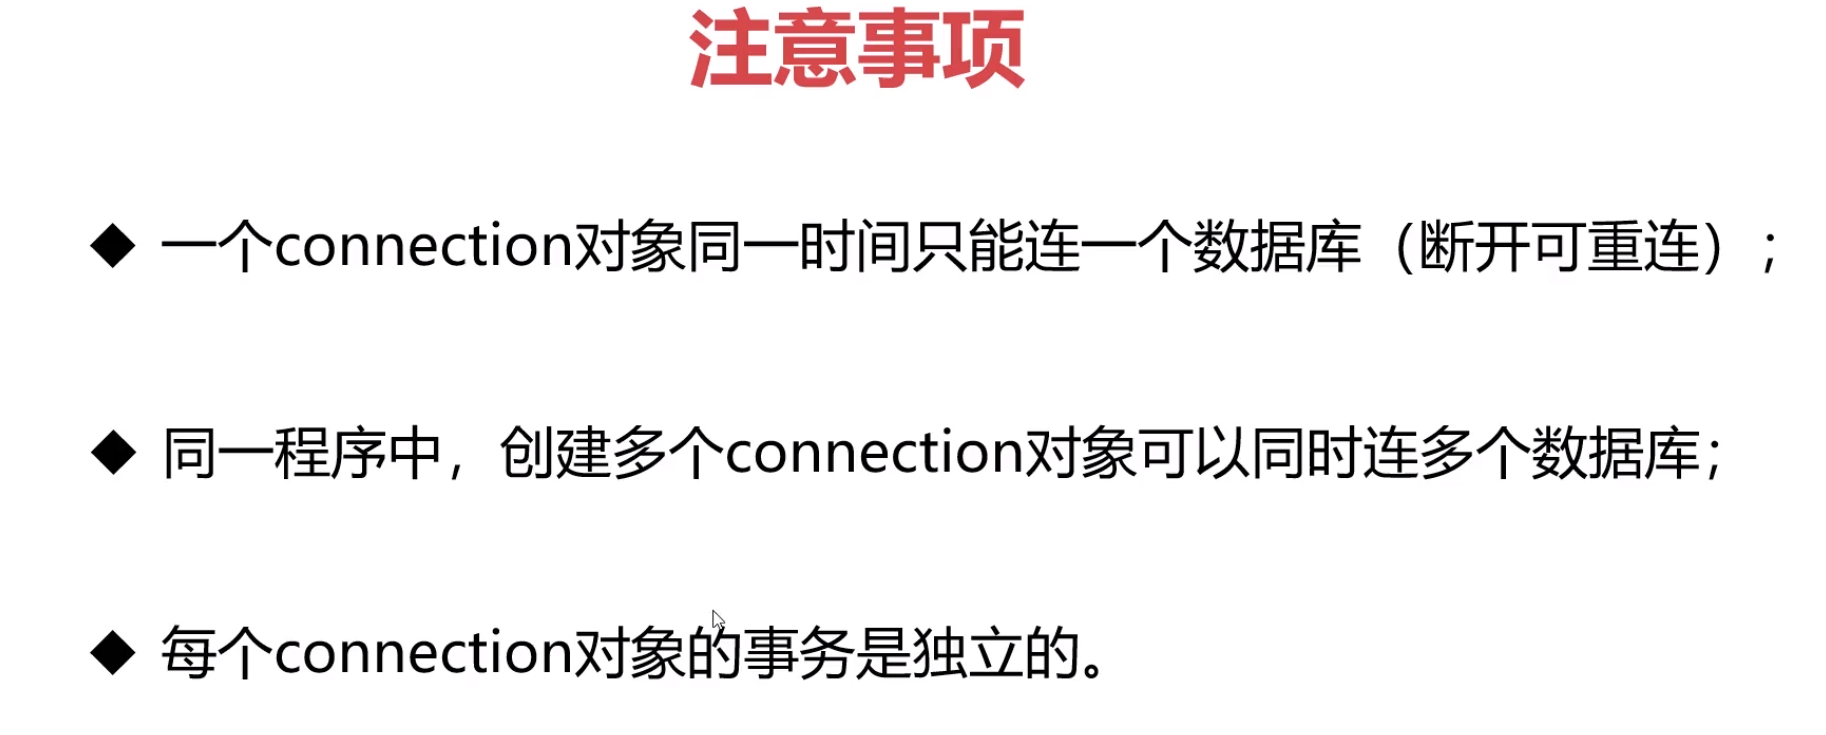 注意事项
◆ 一个connection对象同一时间只能连一个数据库（断开可重连）；
◆ 同一程序中，创建多个connection对象可以同时连多个数据库；
◆ 每个connection对象的事务是独立的。